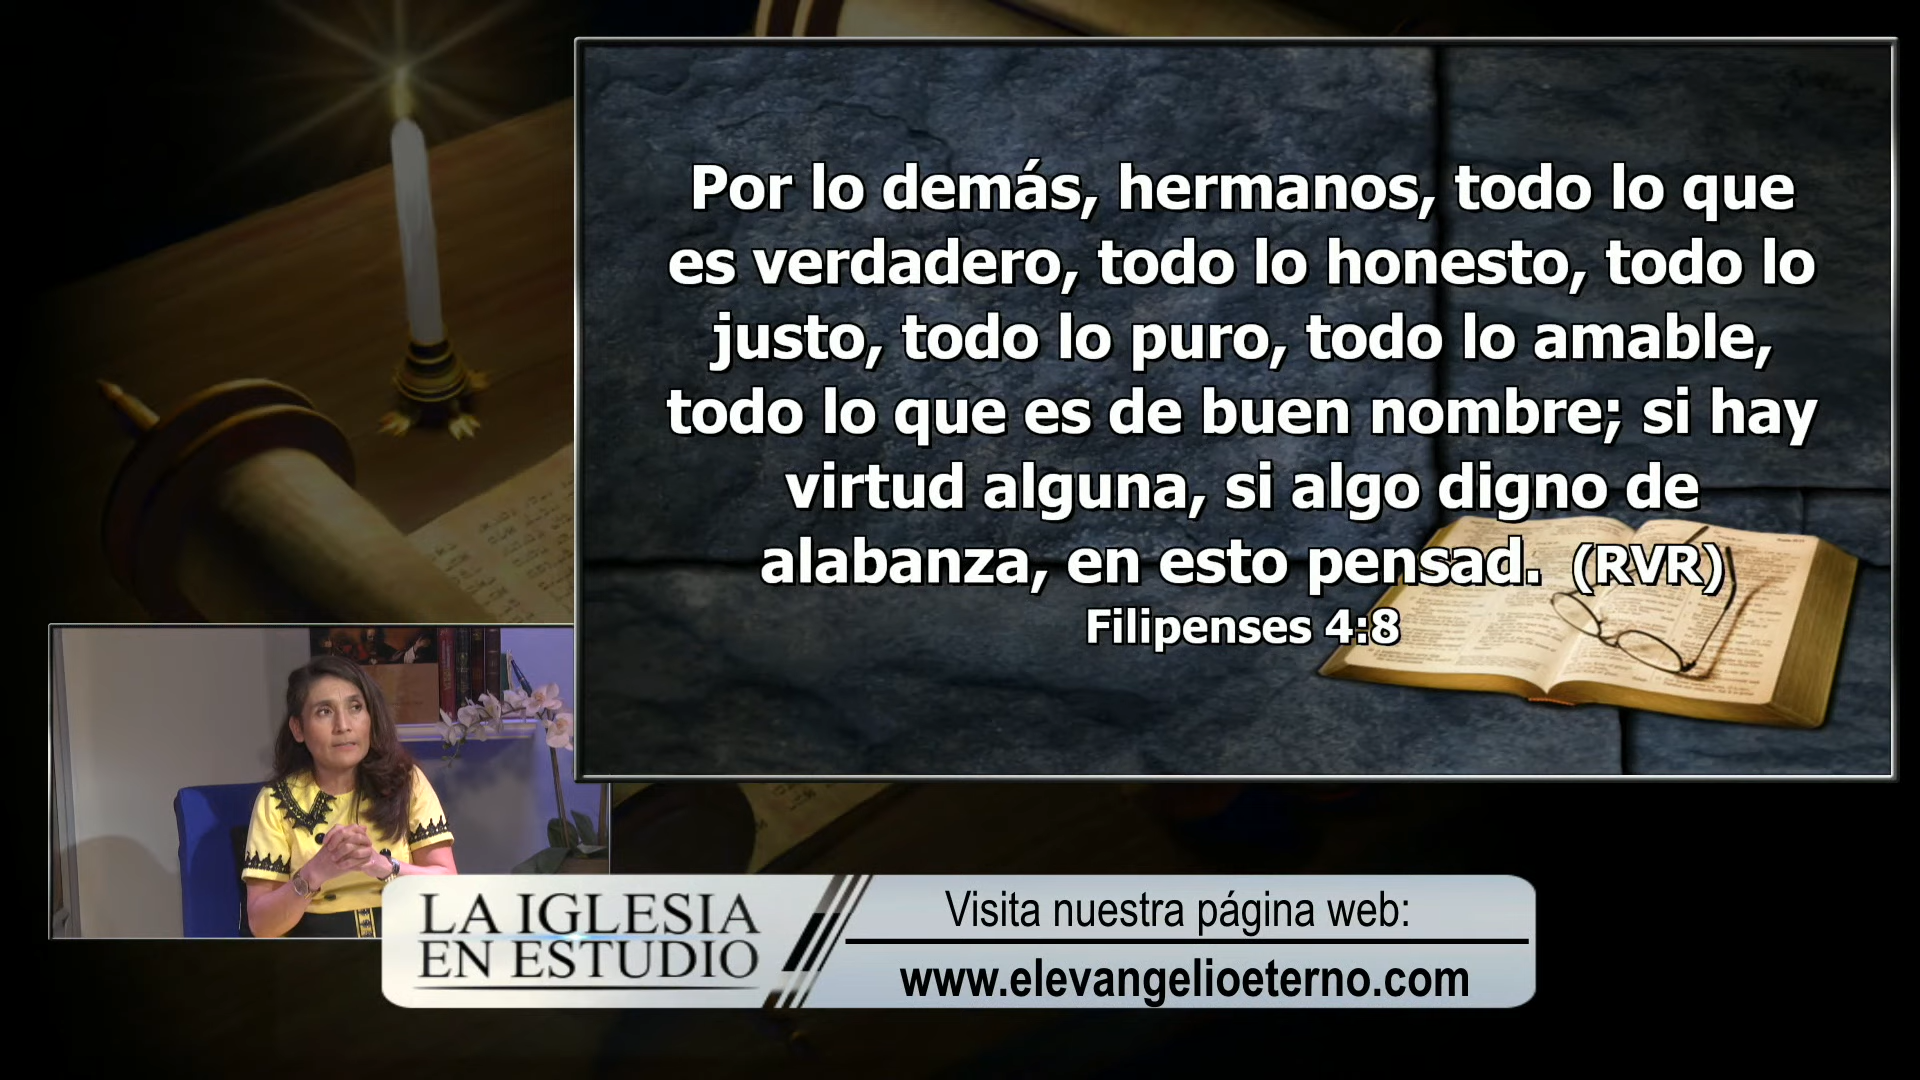 Por lo demás, hermanos, todo lo que
es verdadero, todo lo honesto, todo lo
justo, todo lo puro, todo lo amable,
todo lo que es de buen nombre; si hay
virtud alguna, si algo digno de
alabanza, en esto pensad. (RVR)
Filipenses 4:8
LA IGLESIA
EN ESTUDIO
Visita nuestra página web:
www.elevangelioeterno.com